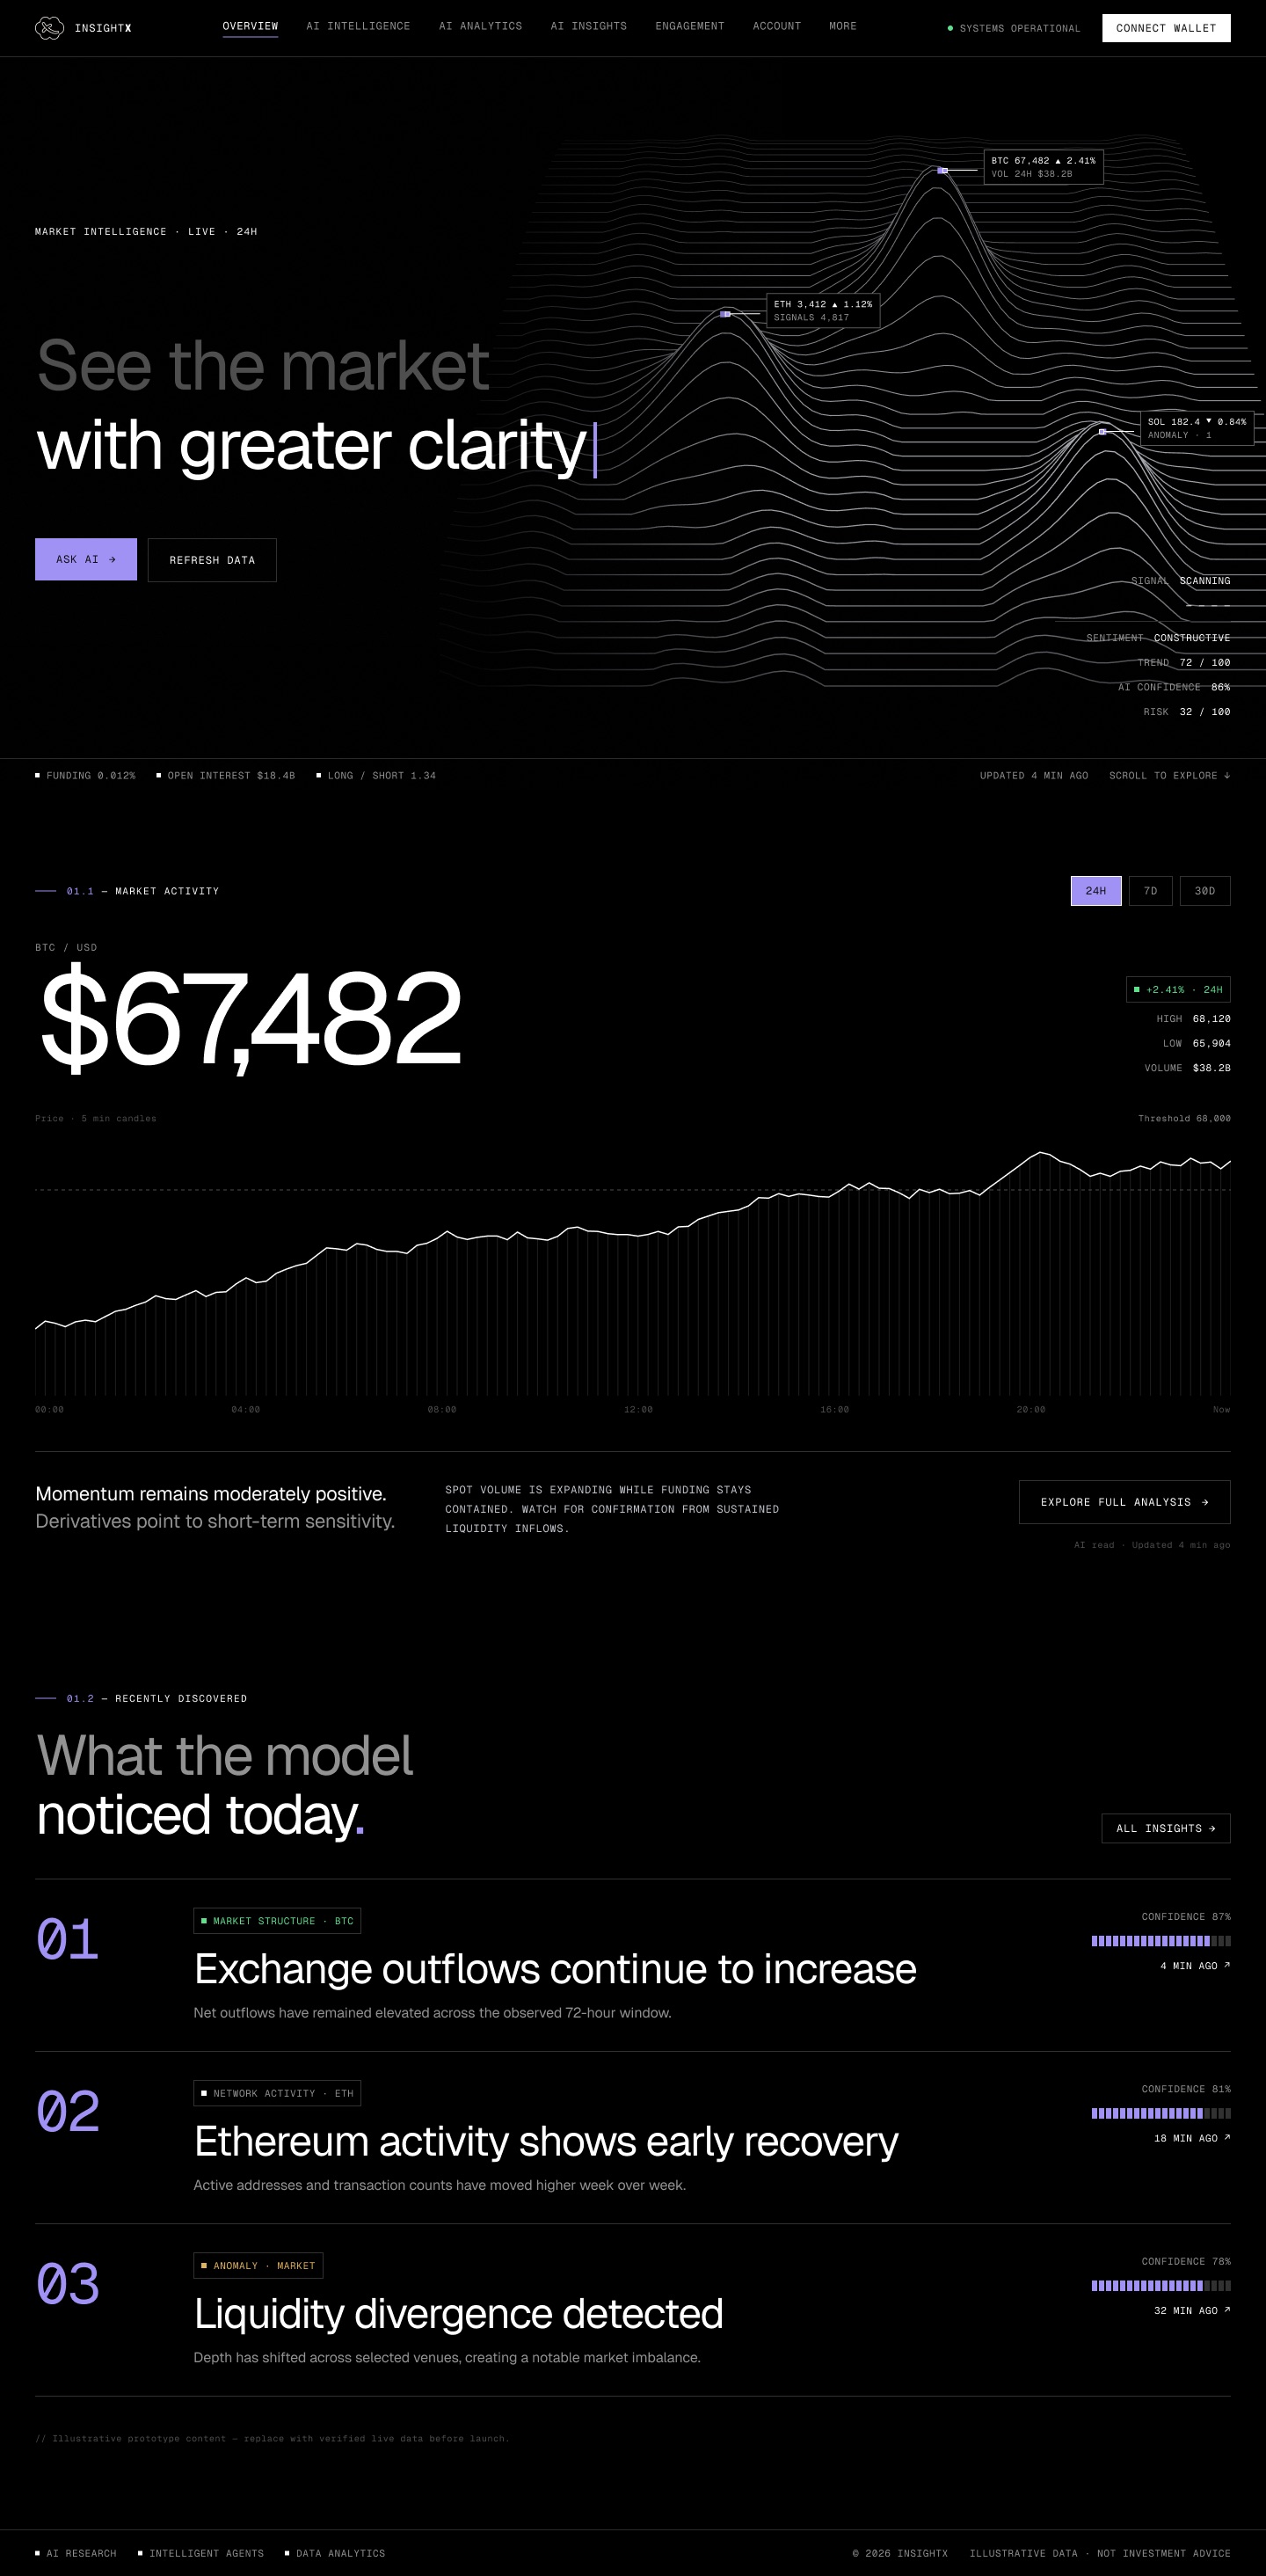 INSIGHTX
OVERVIEW
AI INTELLIGENCE
AI ANALYTICS
AI INSIGHTS
ENGAGEMENT
ACCOUNT
MORE
SYSTEMS OPERATIONAL
CONNECT WALLET
BTC 67,482 ▲ 2.41%
VOL 24H $38.2B
MARKET INTELLIGENCE · LIVE · 24H
ETH 3,412 ▲ 1.12%
SIGNALS 4,817
See the market
with greater clarity
SOL 182.4 ▼ 0.84%
ANOMALY · 1
ASK AI →
REFRESH DATA
SIGNAL SCANNING
— — — —
SENTIMENT CONSTRUCTIVE
TREND 72 / 100
AI CONFIDENCE 86%
RISK 32 / 100
FUNDING 0.012%
OPEN INTEREST $18.4B
LONG / SHORT 1.34
UPDATED 4 MIN AGO
SCROLL TO EXPLORE ↓
01.1 — MARKET ACTIVITY
24H
7D
30D
BTC / USD
$67,482
+2.41% · 24H
HIGH 68,120
LOW 65,904
VOLUME $38.2B
Price · 5 min candles
Threshold 68,000
00:00
04:00
08:00
12:00
16:00
20:00
Now
Momentum remains moderately positive.
Derivatives point to short-term sensitivity.
SPOT VOLUME IS EXPANDING WHILE FUNDING STAYS
CONTAINED. WATCH FOR CONFIRMATION FROM SUSTAINED
LIQUIDITY INFLOWS.
EXPLORE FULL ANALYSIS →
AI read · Updated 4 min ago
01.2 — RECENTLY DISCOVERED
What the model
noticed today.
ALL INSIGHTS →
01
MARKET STRUCTURE · BTC
Exchange outflows continue to increase
Net outflows have remained elevated across the observed 72-hour window.
CONFIDENCE 87%
4 MIN AGO ↗
02
NETWORK ACTIVITY · ETH
Ethereum activity shows early recovery
Active addresses and transaction counts have moved higher week over week.
CONFIDENCE 81%
18 MIN AGO ↗
03
ANOMALY · MARKET
Liquidity divergence detected
Depth has shifted across selected venues, creating a notable market imbalance.
CONFIDENCE 78%
32 MIN AGO ↗
// Illustrative prototype content — replace with verified live data before launch.
AI RESEARCH
INTELLIGENT AGENTS
DATA ANALYTICS
© 2026 INSIGHTX
ILLUSTRATIVE DATA · NOT INVESTMENT ADVICE